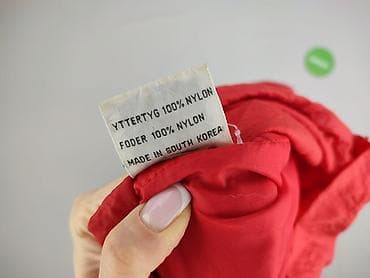 YTTERTYG 100% NYLON
FODER 100% NYLON
MADE IN SOUTH KOREA